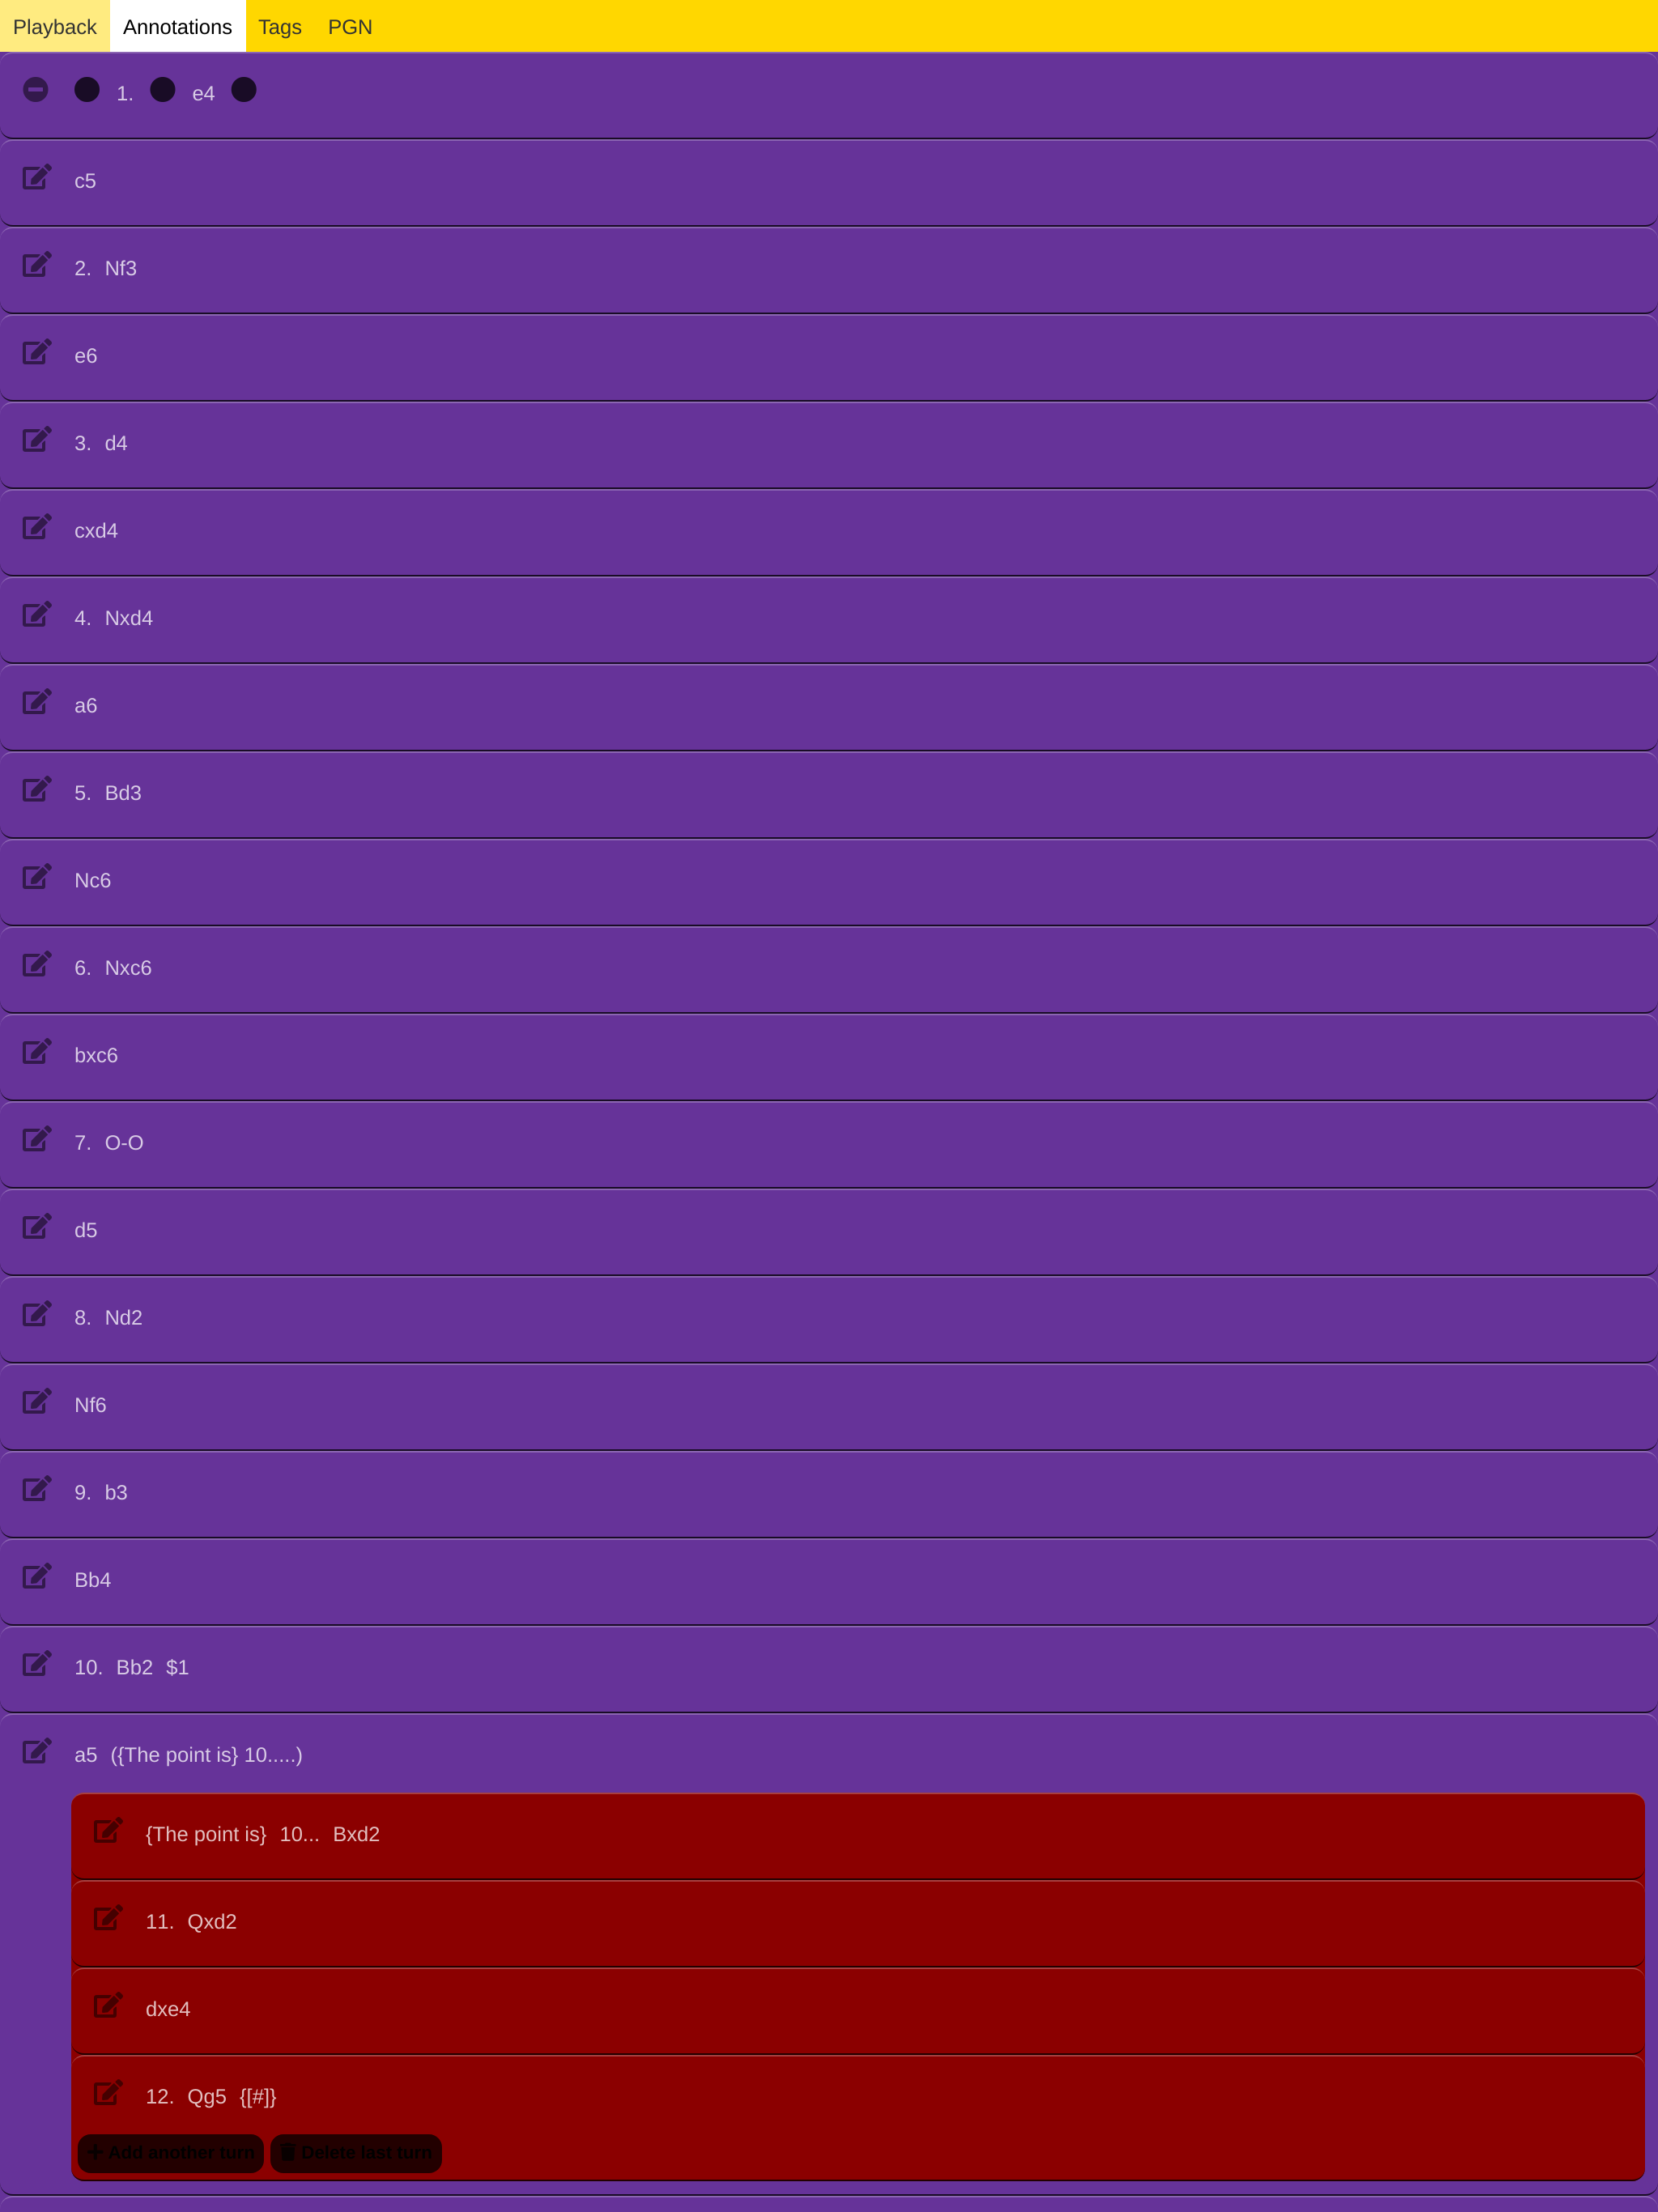 Playback Annotations Tags PGN
1. e4
c5
2. Nf3
e6
3. d4
cxd4
4. Nxd4
a6
5. Bd3
Nc6
6. Nxc6
bxc6
7. O-O
d5
8. Nd2
Nf6
9. b3
Bb4
10. Bb2 $1
a5 ({The point is} 10.....)
{The point is} 10... Bxd2
11. Qxd2
dxe4
12. Qg5 {[#]}
Add another turn Delete last turn